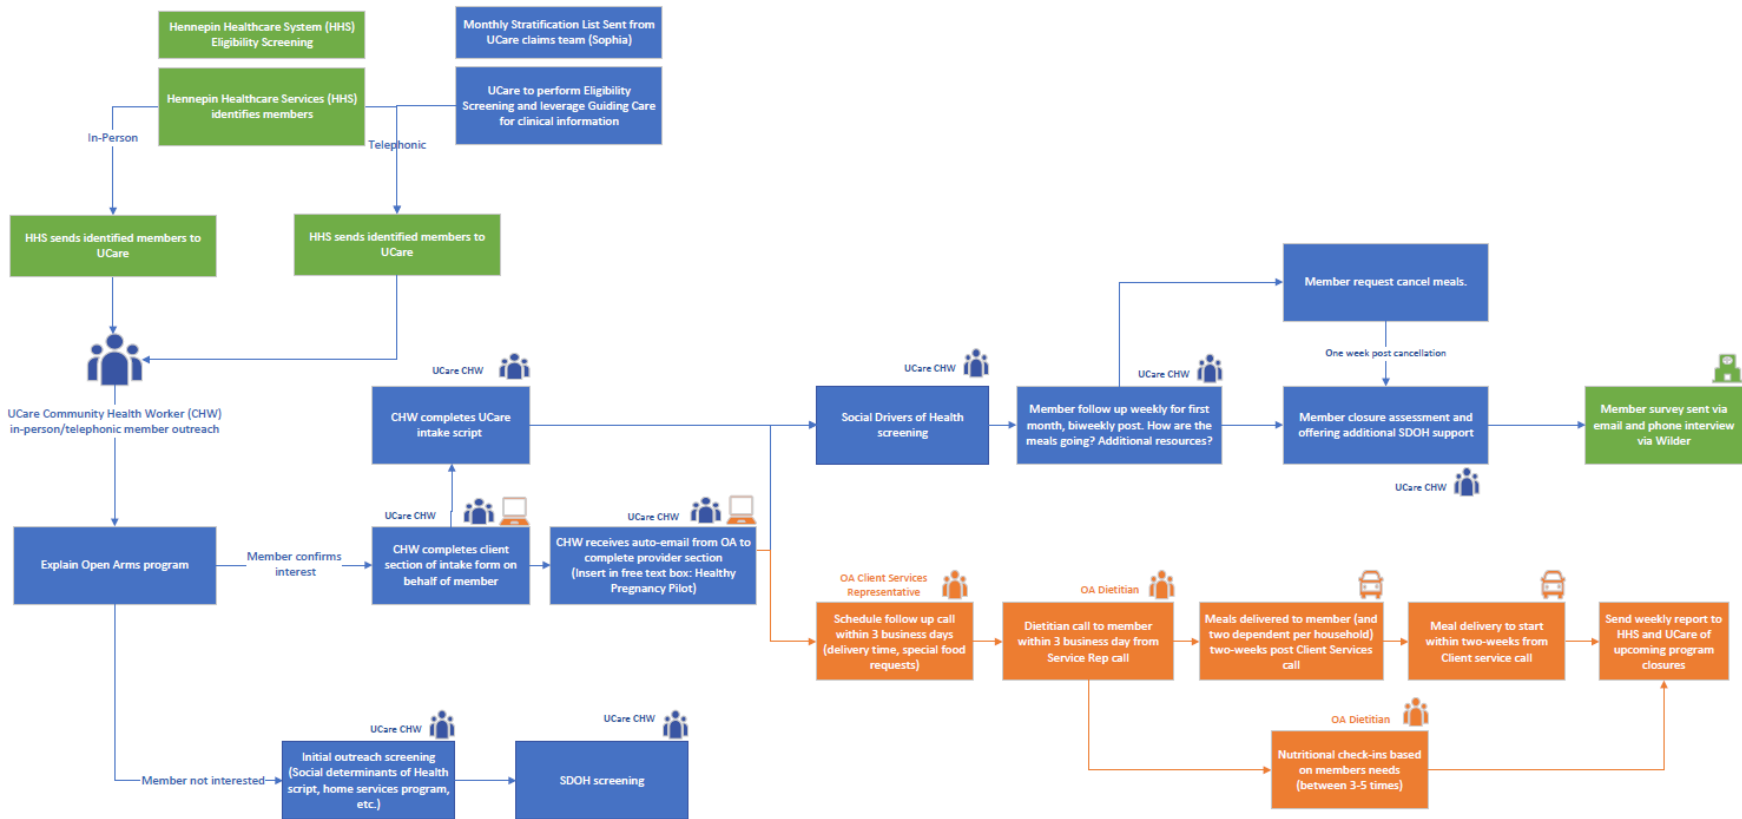 Hennepin Healthcare System (HHS)
Eligibility Screening
Monthly Stratification List Sent from
UCare claims team (Sophia)
Hennepin Healthcare Services (HHS)
identifies members
UCare to perform Eligibility
Screening and leverage Guiding Care
for clinical information
In-Person
Telephonic
HHS sends identified members to
UCare
HHS sends identified members to
UCare
Member request cancel meals.
One week post cancellation
UCare CHW
UCare CHW
UCare CHW
UCare Community Health Worker (CHW)
in-person/telephonic member outreach
CHW completes UCare
intake script
Social Drivers of Health
screening
Member follow up weekly for first
month, biweekly post. How are the
meals going? Additional resources?
Member closure assessment and
offering additional SDOH support
Member survey sent via
email and phone interview
via Wilder
UCare CHW
UCare CHW
UCare CHW
Explain Open Arms program
Member confirms
interest
CHW completes client
section of intake form on
behalf of member
CHW receives auto-email from OA to
complete provider section
(Insert in free text box: Healthy
Pregnancy Pilot)
OA Client Services
Representative
OA Dietitian
Schedule follow up call
within 3 business days
(delivery time, special food
requests)
Dietitian call to member
within 3 business day from
Service Rep call
Meals delivered to member (and
two dependent per household)
two-weeks post Client Services
call
Meal delivery to start
within two-weeks from
Client service call
Send weekly report to
HHS and UCare of
upcoming program
closures
UCare CHW
UCare CHW
OA Dietitian
Member not interested
Initial outreach screening
(Social determinants of Health
script, home services program,
etc.)
SDOH screening
Nutritional check-ins based
on members needs
(between 3-5 times)